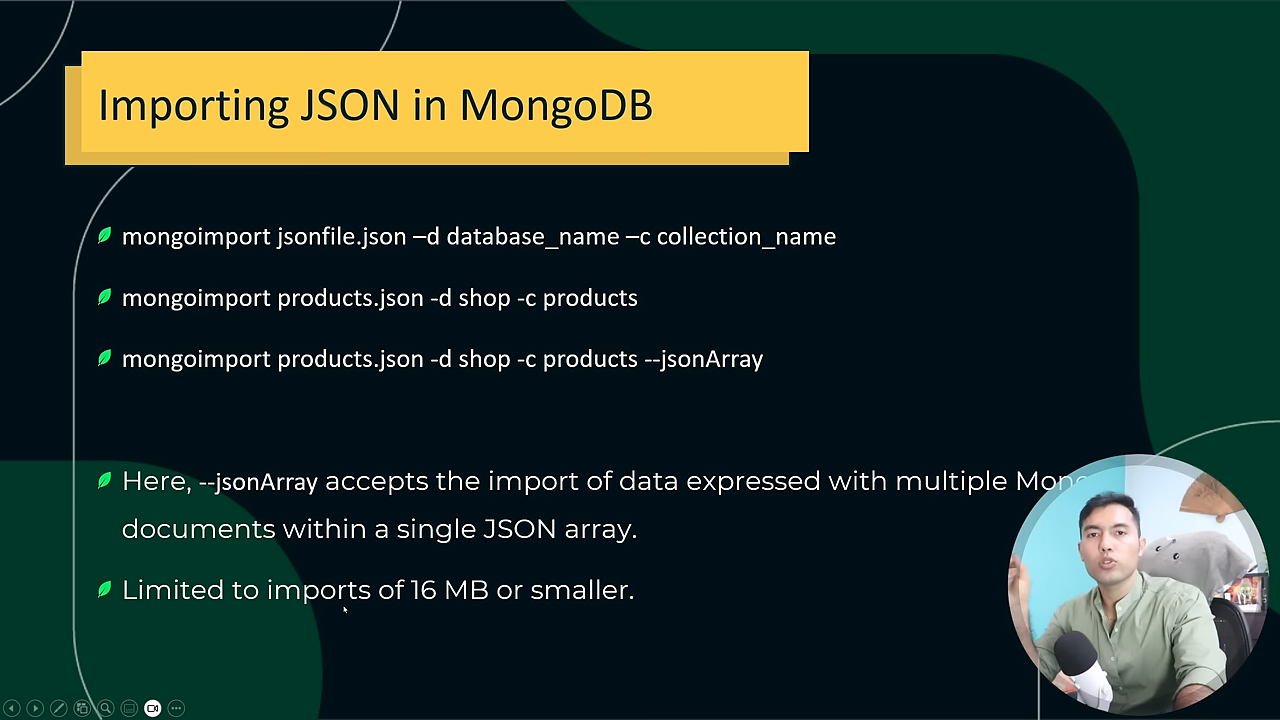 Importing JSON in MongoDB
mongoimport jsonfile.json –d database_name –c collection_name
mongoimport products.json -d shop -c products
mongoimport products.json -d shop -c products --jsonArray
Here, --jsonArray accepts the import of data expressed with multiple
documents within a single JSON array.
Limited to imports of 16 MB or smaller.